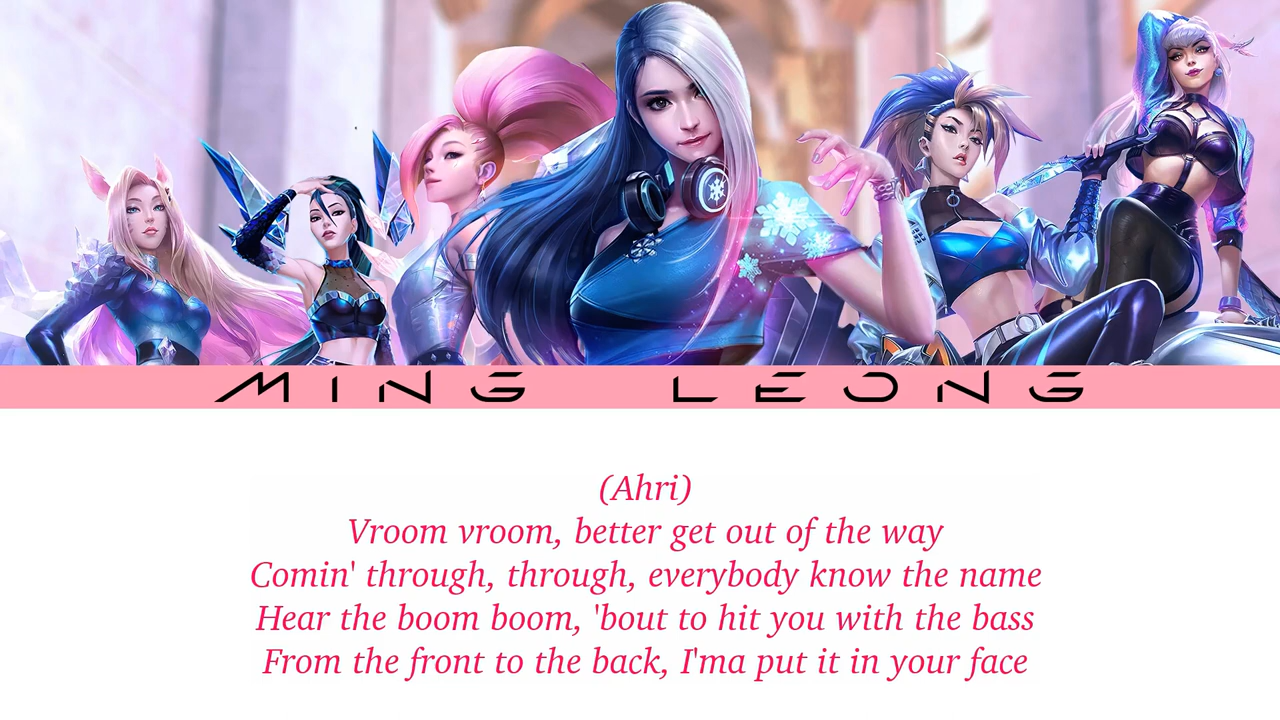 MING LEONG
(Ahri)
Vroom vroom, better get out of the way
Comin' through, through, everybody know the name
Hear the boom boom, 'bout to hit you with the bass
From the front to the back, I'ma put it in your face